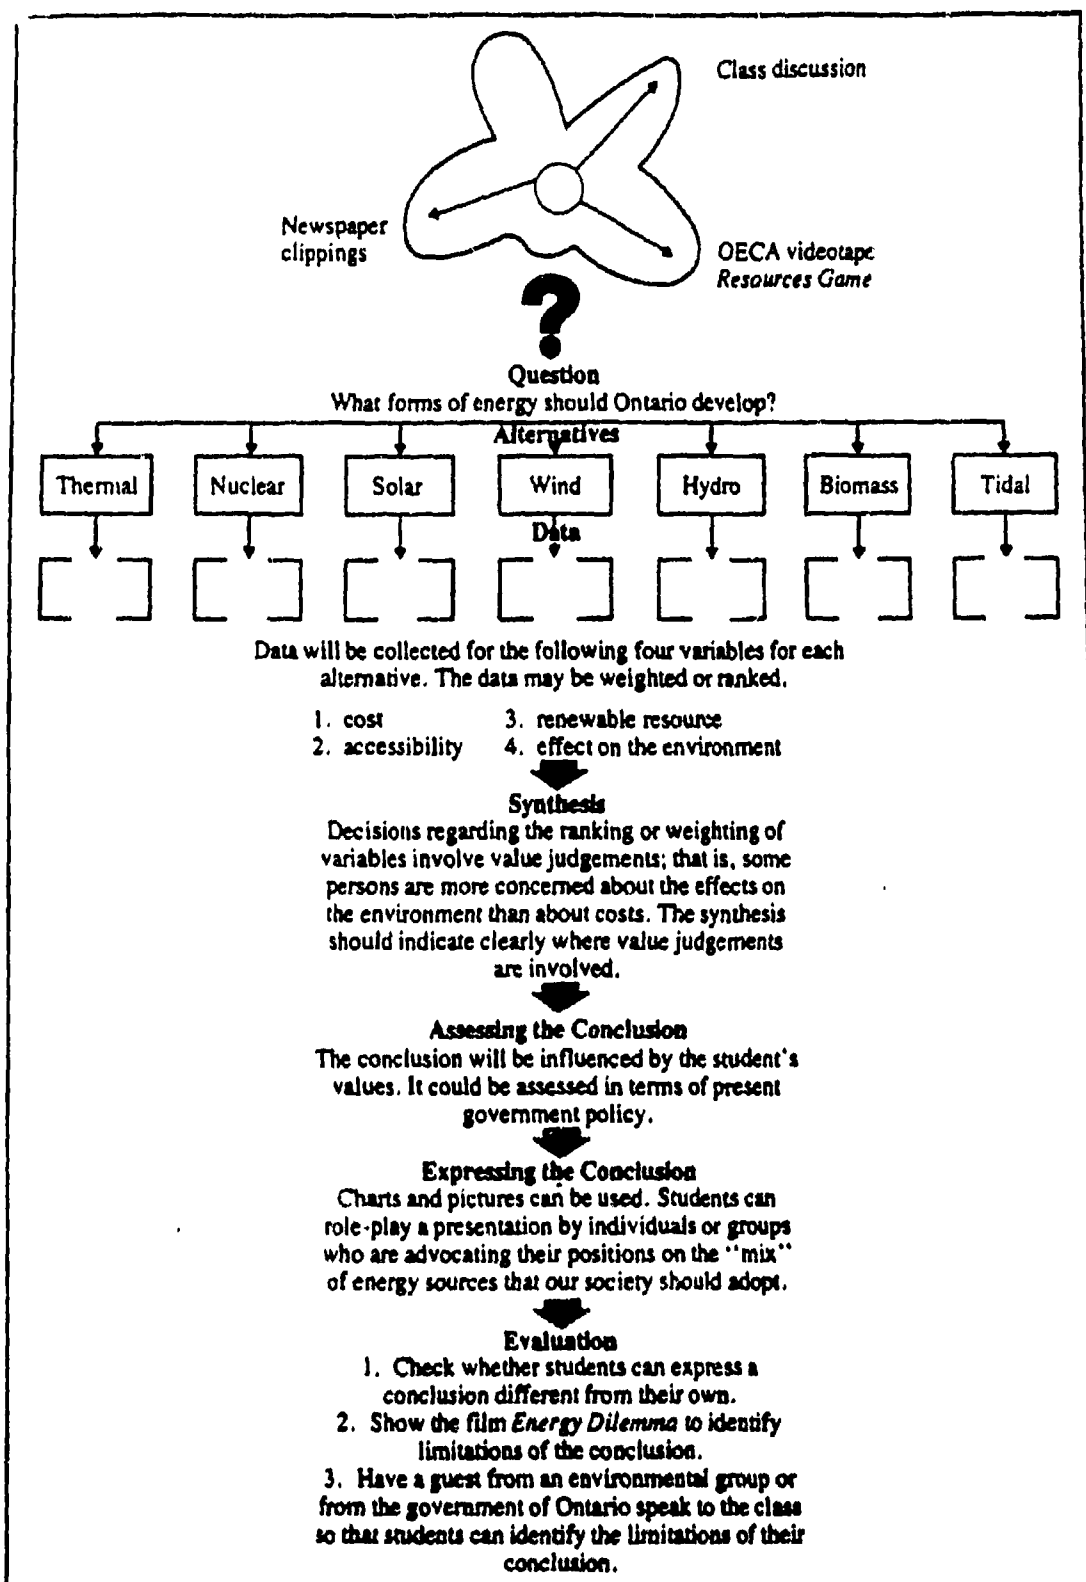 Class discussion
Newspaper
clippings
OECA videotape
Resources Game
?
Question
What forms of energy should Ontario develop?
Alternatives
Thermal
Nuclear
Solar
Wind
Hydro
Biomass
Tidal
Data
Data will be collected for the following four variables for each
alternative. The data may be weighted or ranked.
1. cost
2. accessibility
3. renewable resource
4. effect on the environment
Synthesis
Decisions regarding the ranking or weighting of
variables involve value judgements; that is, some
persons are more concerned about the effects on
the environment than about costs. The synthesis
should indicate clearly where value judgements
are involved.
Assessing the Conclusion
The conclusion will be influenced by the student's
values. It could be assessed in terms of present
government policy.
Expressing the Conclusion
Charts and pictures can be used. Students can
role-play a presentation by individuals or groups
who are advocating their positions on the "mix"
of energy sources that our society should adopt.
Evaluation
1. Check whether students can express a
conclusion different from their own.
2. Show the film Energy Dilemma to identify
limitations of the conclusion.
3. Have a guest from an environmental group or
from the government of Ontario speak to the class
so that students can identify the limitations of their
conclusion.